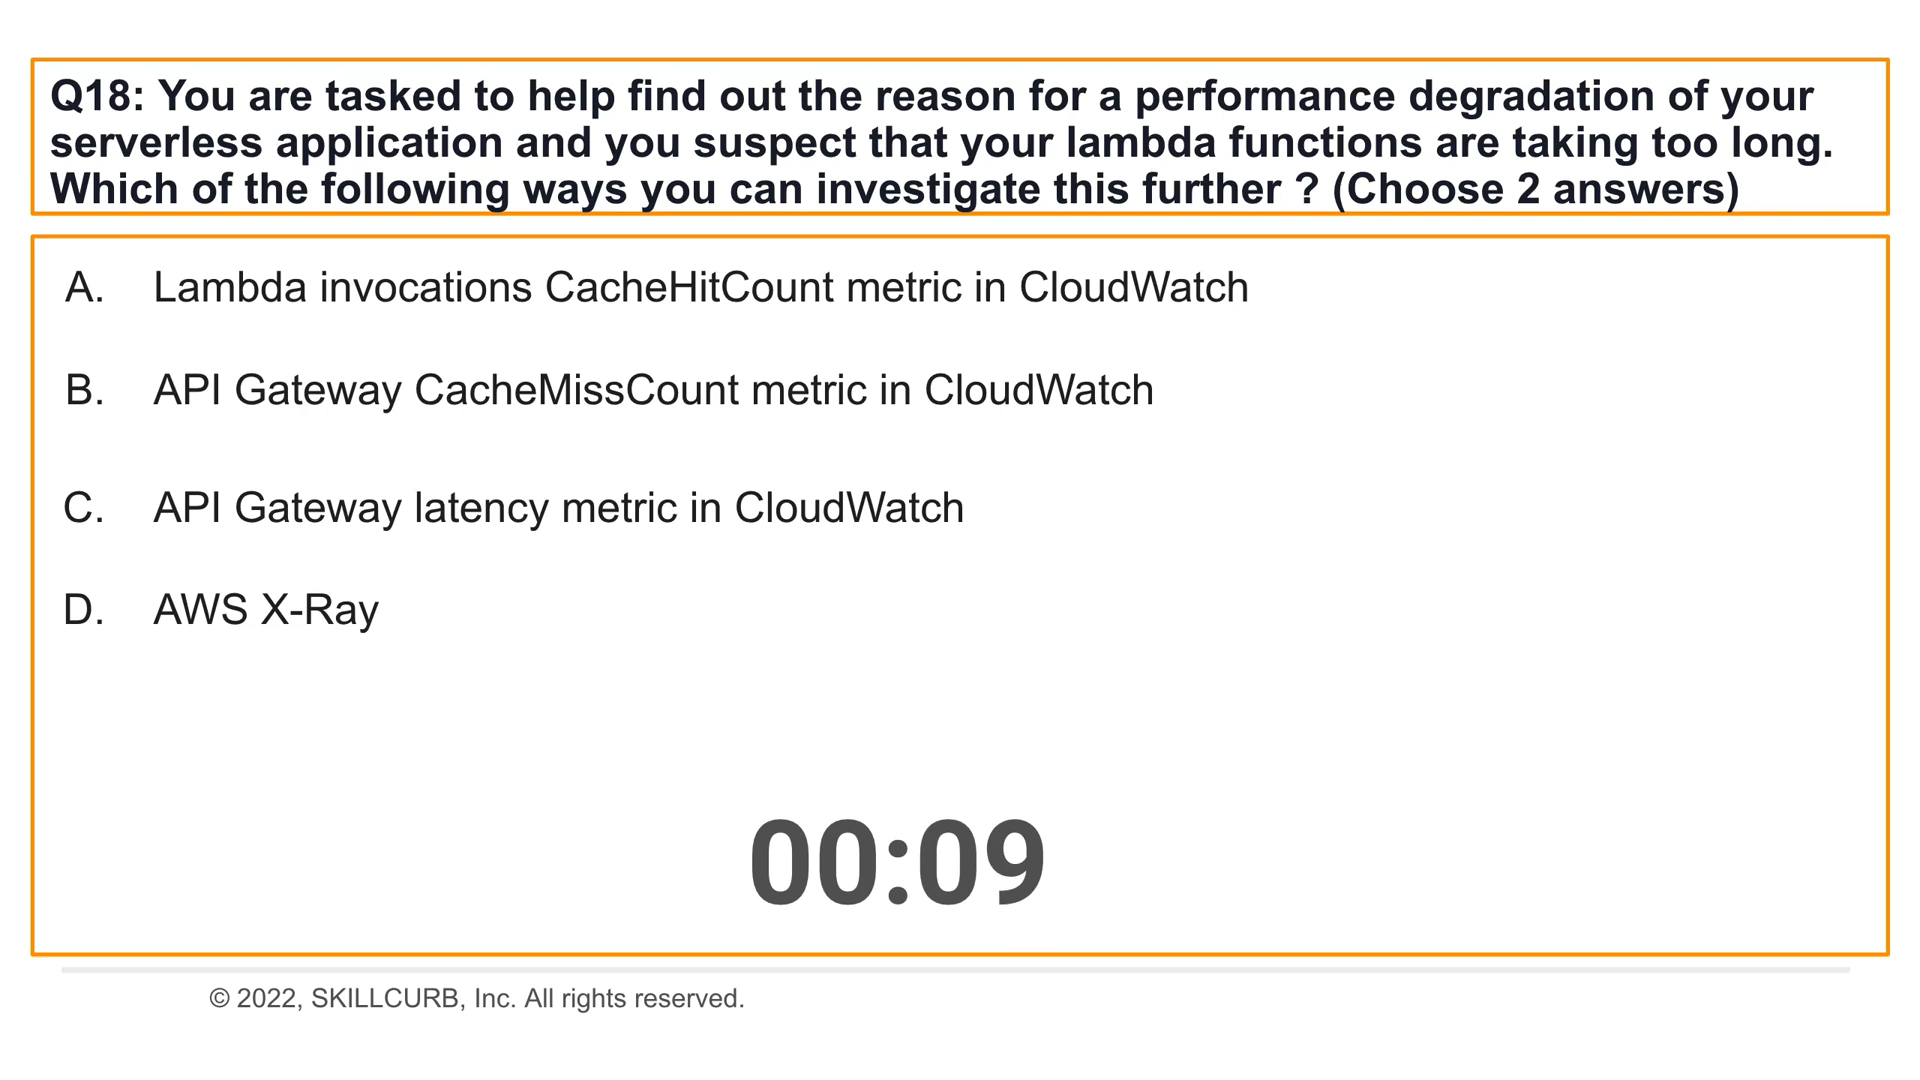 Q18: You are tasked to help find out the reason for a performance degradation of your
serverless application and you suspect that your lambda functions are taking too long.
Which of the following ways you can investigate this further ? (Choose 2 answers)
A. Lambda invocations CacheHitCount metric in CloudWatch
B. API Gateway CacheMissCount metric in CloudWatch
C. API Gateway latency metric in CloudWatch
D. AWS X-Ray
00:09
© 2022, SKILLCURB, Inc. All rights reserved.